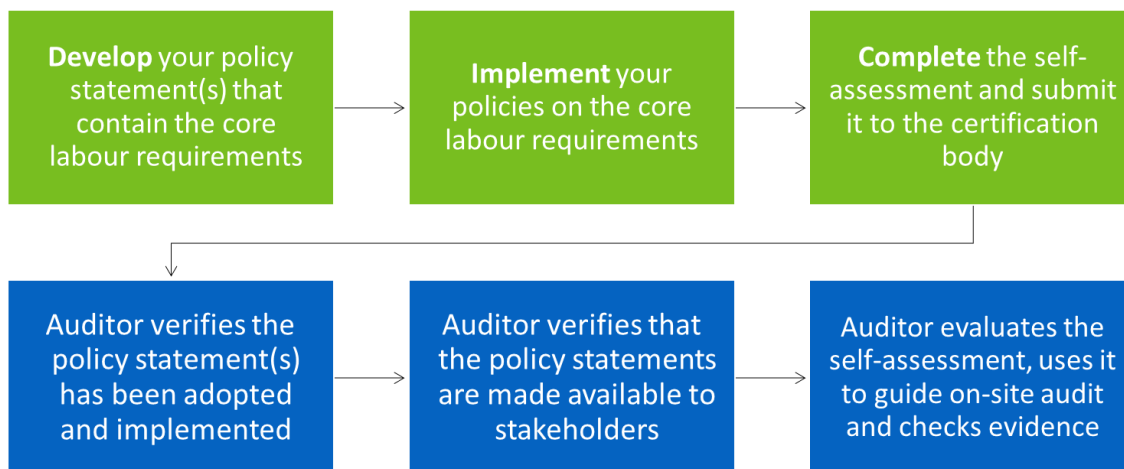 Develop your policy
statement(s) that
contain the core
labour requirements
Implement your
policies on the core
labour requirements
Complete the self-
assessment and submit
it to the certification
body
Auditor verifies the
policy statement(s)
has been adopted
and implemented
Auditor verifies that
the policy statements
are made available to
stakeholders
Auditor evaluates the
self-assessment, uses it
to guide on-site audit
and checks evidence